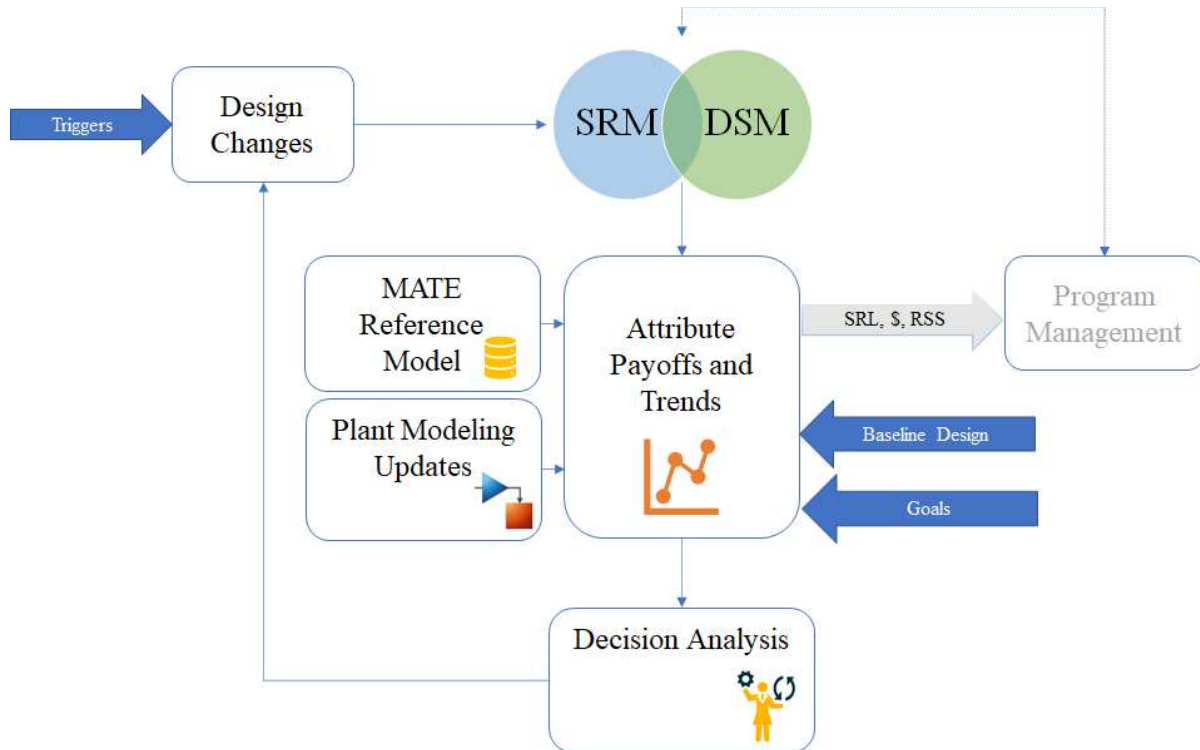 Triggers
Design
Changes
SRM
DSM
MATE
Reference
Model
Plant Modeling
Updates
Attribute
Payoffs and
Trends
SRL, $, RSS
Program
Management
Baseline Design
Goals
Decision Analysis